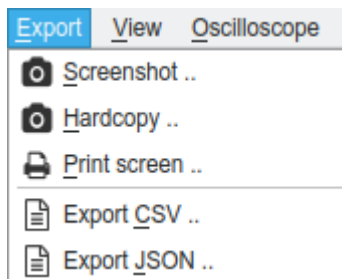 Export View Oscilloscope
Screenshot ..
Hardcopy ..
Print screen ..
Export CSV ..
Export JSON ..